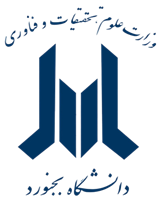 وزارت علوم، تحقیقات و فناوری
دانشگاه بجنورد